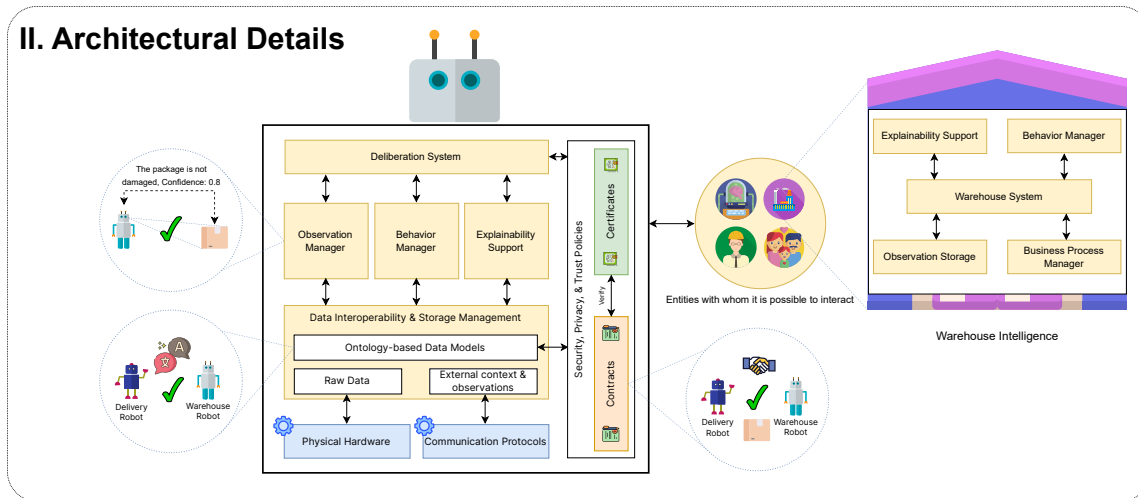 II. Architectural Details
The package is not
damaged, Confidence: 0.8
Delivery
Robot
Warehouse
Robot
Deliberation System
Observation
Manager
Behavior
Manager
Explainability
Support
Data Interoperability & Storage Management
Ontology-based Data Models
Raw Data
External context &
observations
Physical Hardware
Communication Protocols
Security, Privacy, & Trust Policies
Certificates
Verify
Contracts
Entities with whom it is possible to interact
Delivery
Robot
Warehouse
Robot
Explainability Support
Behavior Manager
Warehouse System
Observation Storage
Business Process
Manager
Warehouse Intelligence